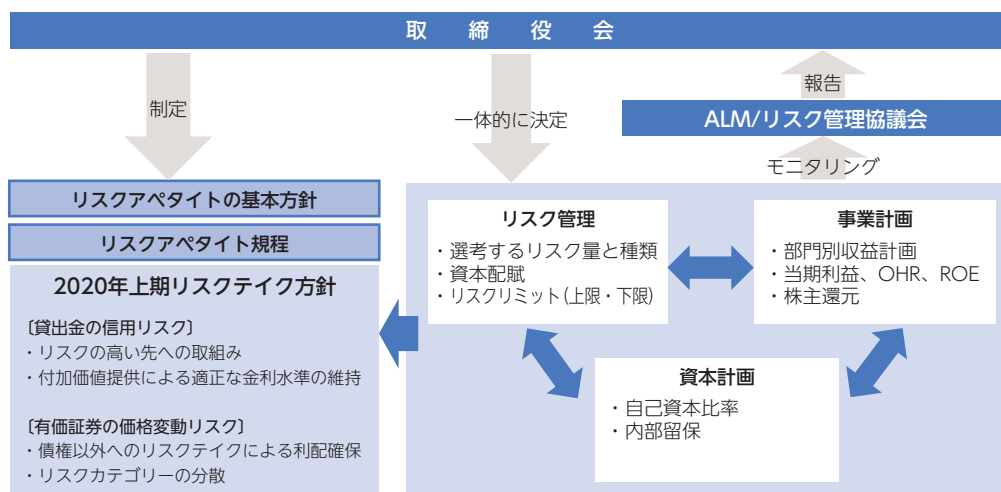 取締役会
制定
一体的に決定
報告
ALM/リスク管理協議会
モニタリング
リスクアペタイトの基本方針
リスクアペタイト規程
2020年上期リスクテイク方針
〔貸出金の信用リスク〕
・リスクの高い先への取組み
・付加価値提供による適正な金利水準の維持
〔有価証券の価格変動リスク〕
・債権以外へのリスクテイクによる利配確保
・リスクカテゴリーの分散
リスク管理
・選考するリスク量と種類
・資本配賦
・リスクリミット(上限・下限)
事業計画
・部門別収益計画
・当期利益、OHR、ROE
・株主還元
資本計画
・自己資本比率
・内部留保